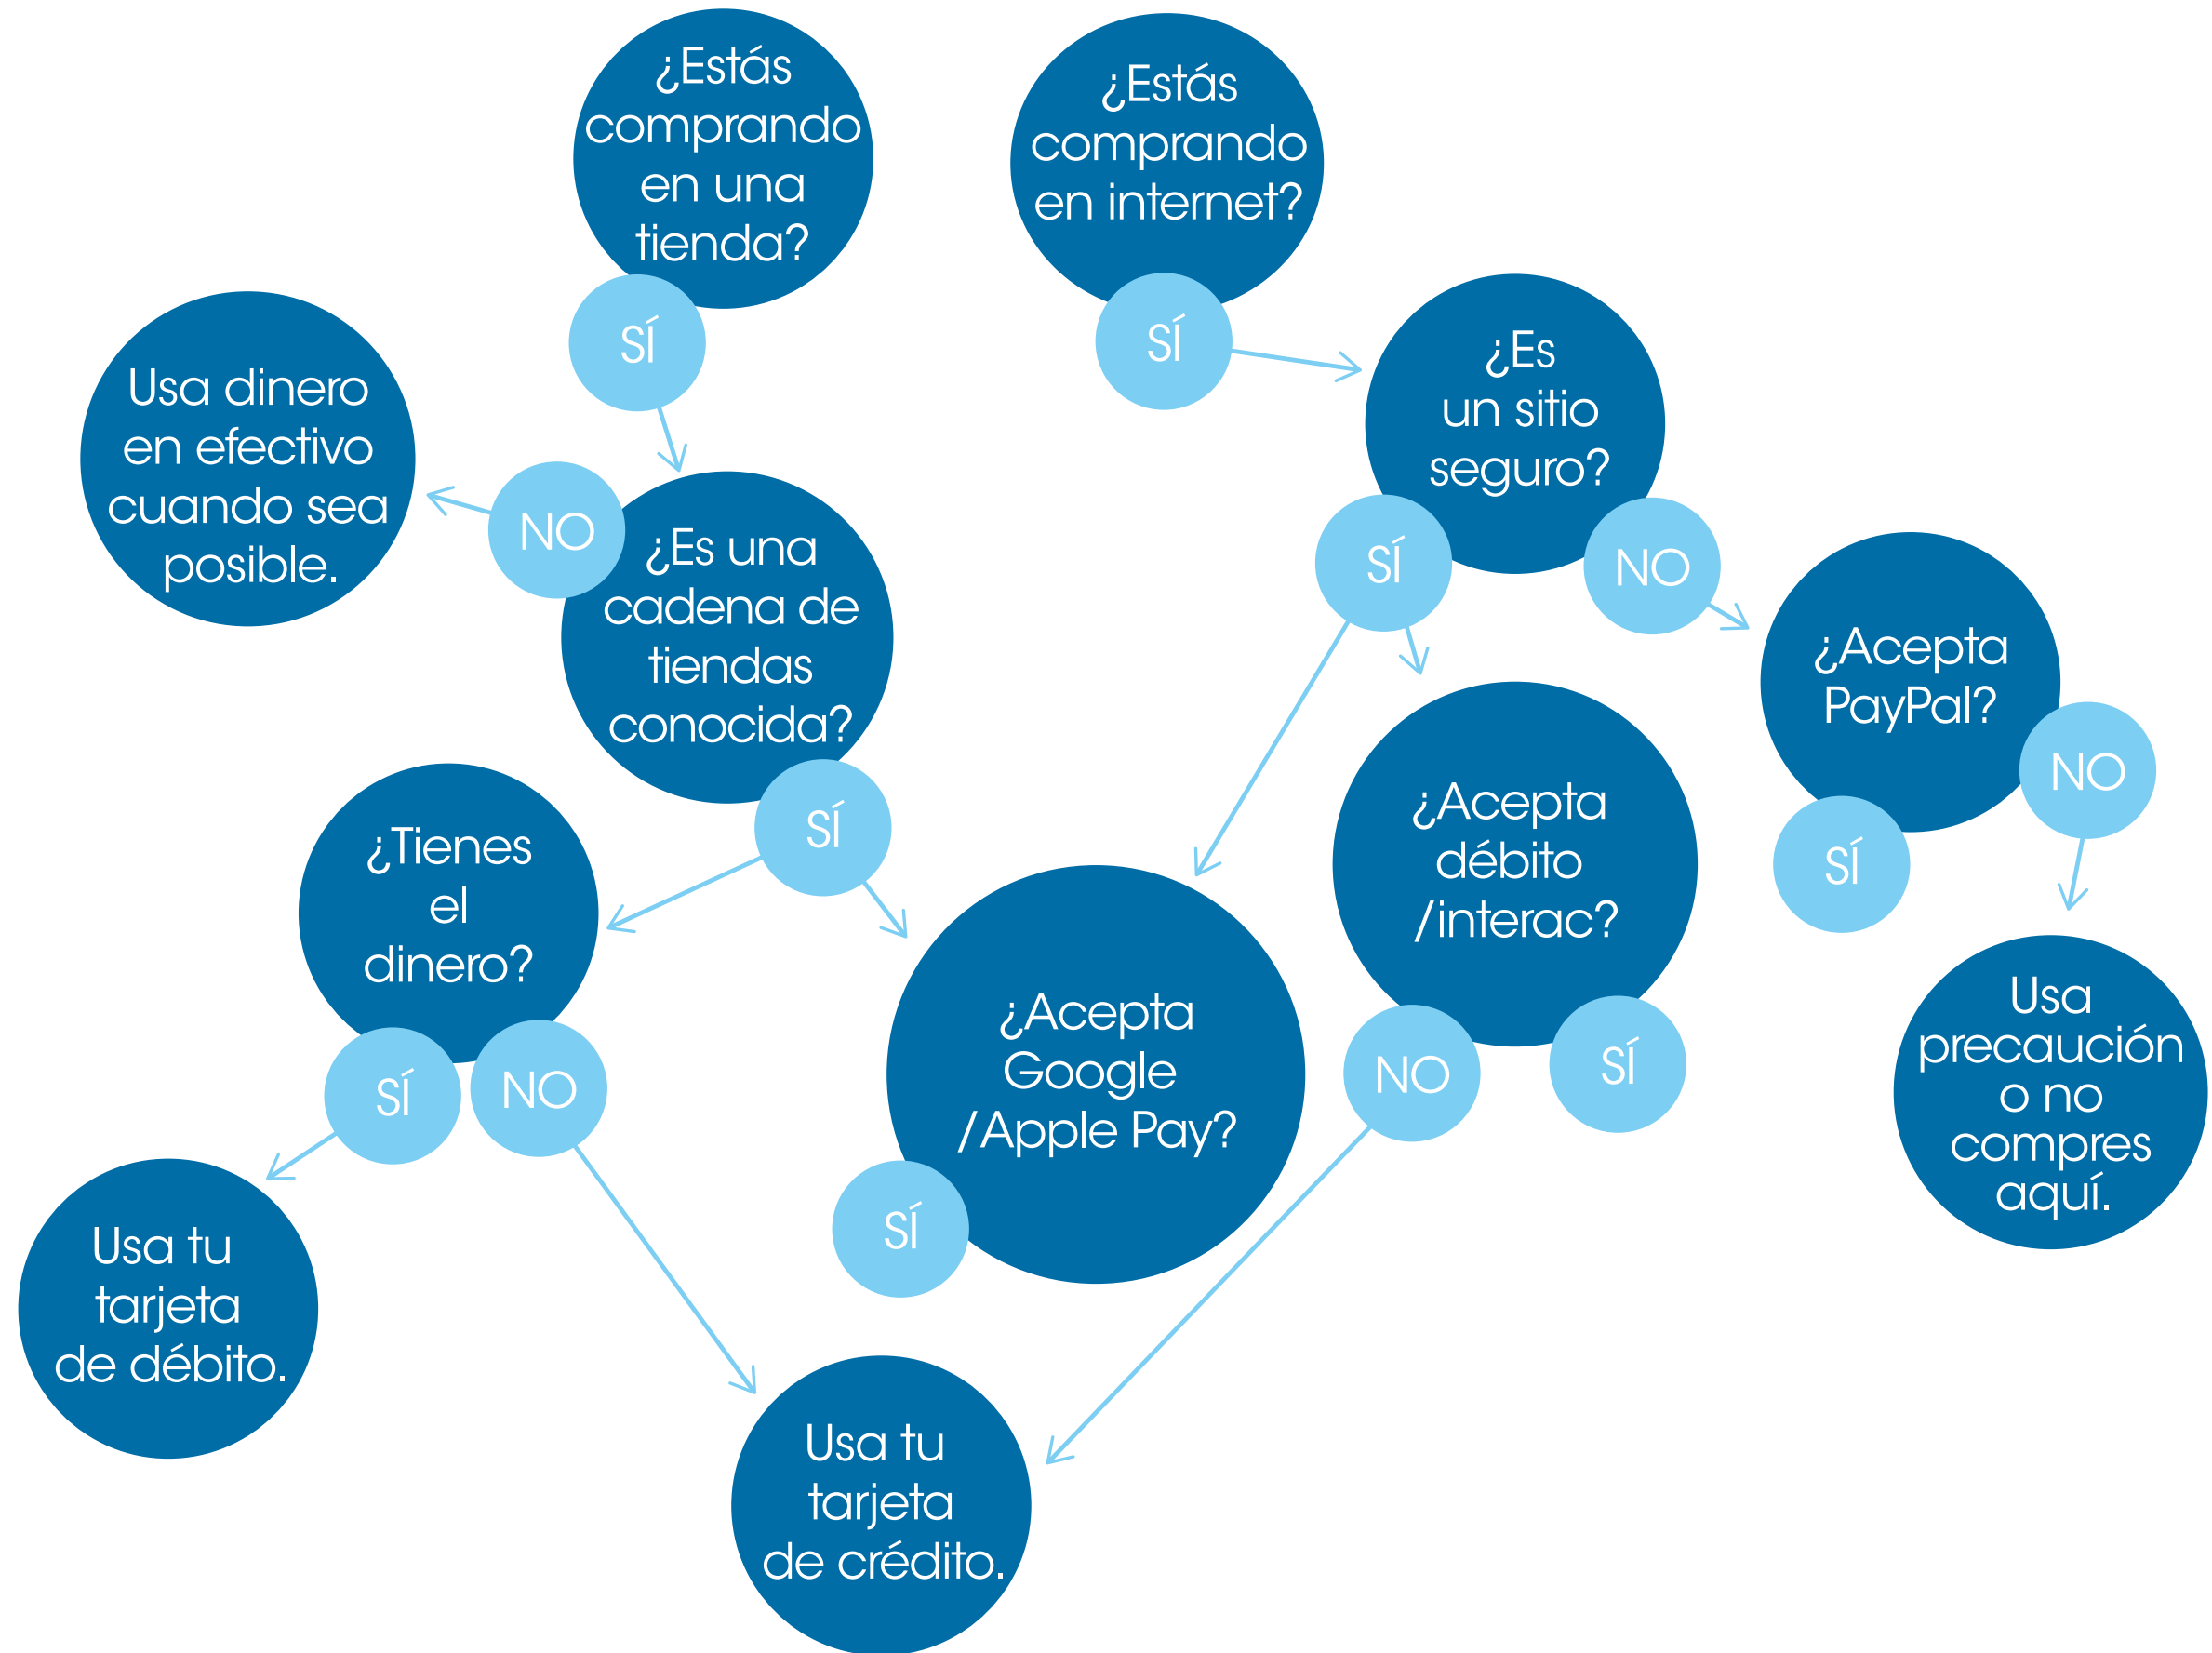 ¿Estás
comprando
en una
tienda?
SÍ
¿Estás
comprando
en internet?
SÍ
Usa dinero
en efectivo
cuando sea
posible.
NO
¿Es una
cadena de
tiendas
conocida?
SÍ
¿Es
un sitio
seguro?
SÍ
NO
¿Acepta
PayPal?
NO
SÍ
¿Tienes
el
dinero?
SÍ
NO
¿Acepta
Google
/Apple Pay?
SÍ
¿Acepta
débito
/interac?
NO
SÍ
Usa
precaución
o no
compres
aquí.
Usa tu
tarjeta
de débito.
Usa tu
tarjeta
de crédito.